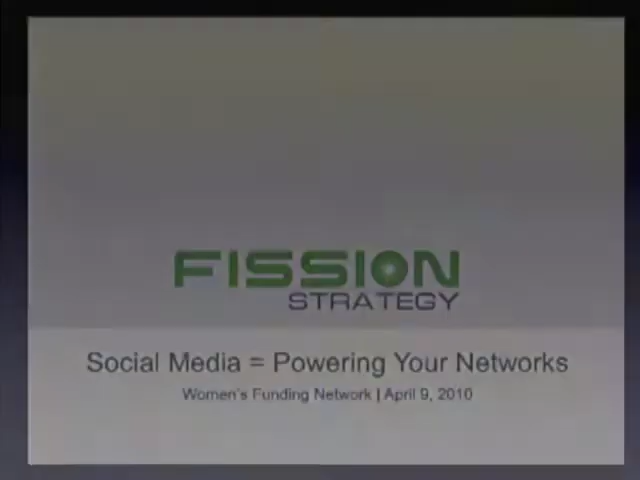 FISSION
STRATEGY
Social Media = Powering Your Networks
Women's Funding Network | April 9, 2010